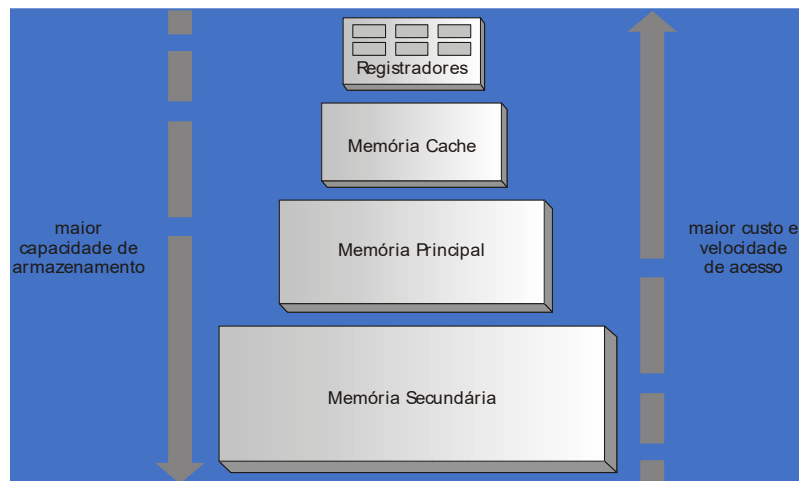 Registradores
Memória Cache
maior
capacidade de
armazenamento
Memória Principal
maior custo e
velocidade
de acesso
Memória Secundária